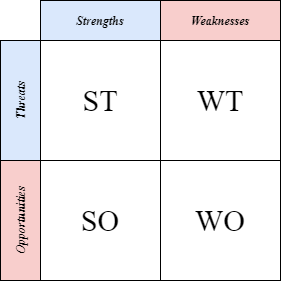 Strengths Weaknesses
Threats ST WT
Opportunities SO WO